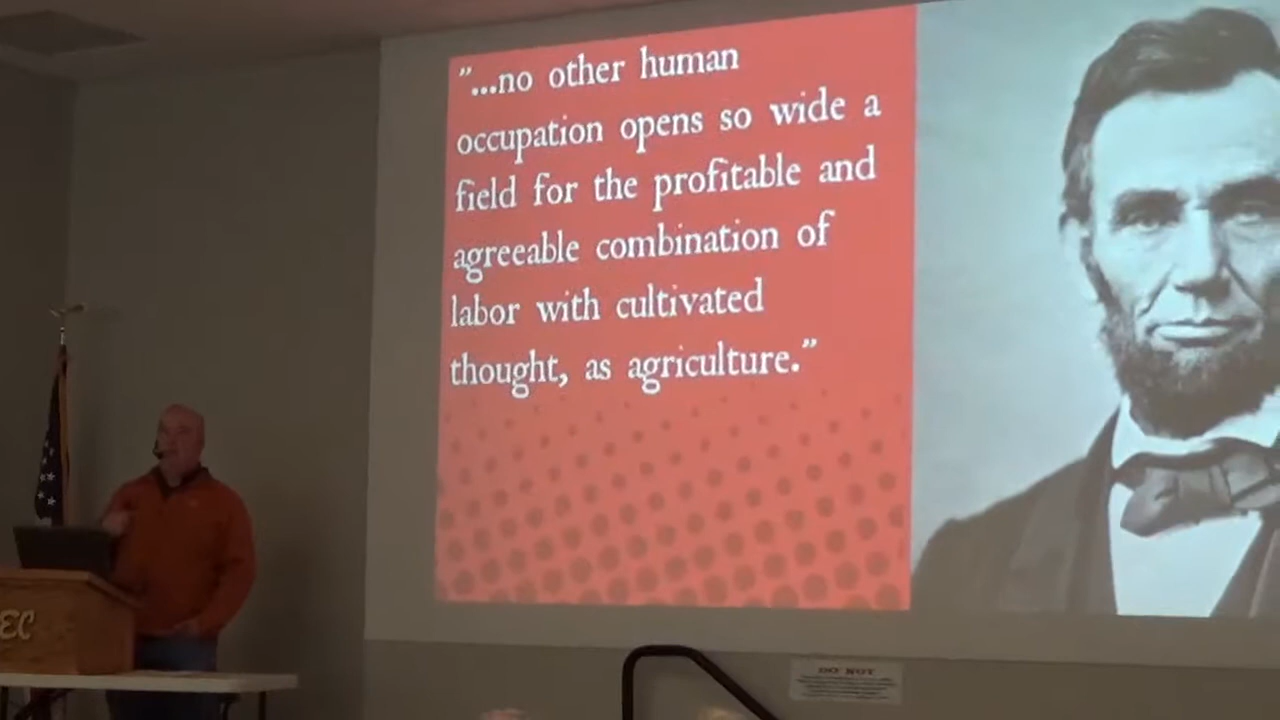 "...no other human
occupation opens so wide a
field for the profitable and
agreeable combination of
labor with cultivated
thought, as agriculture."
EC
DO NOT